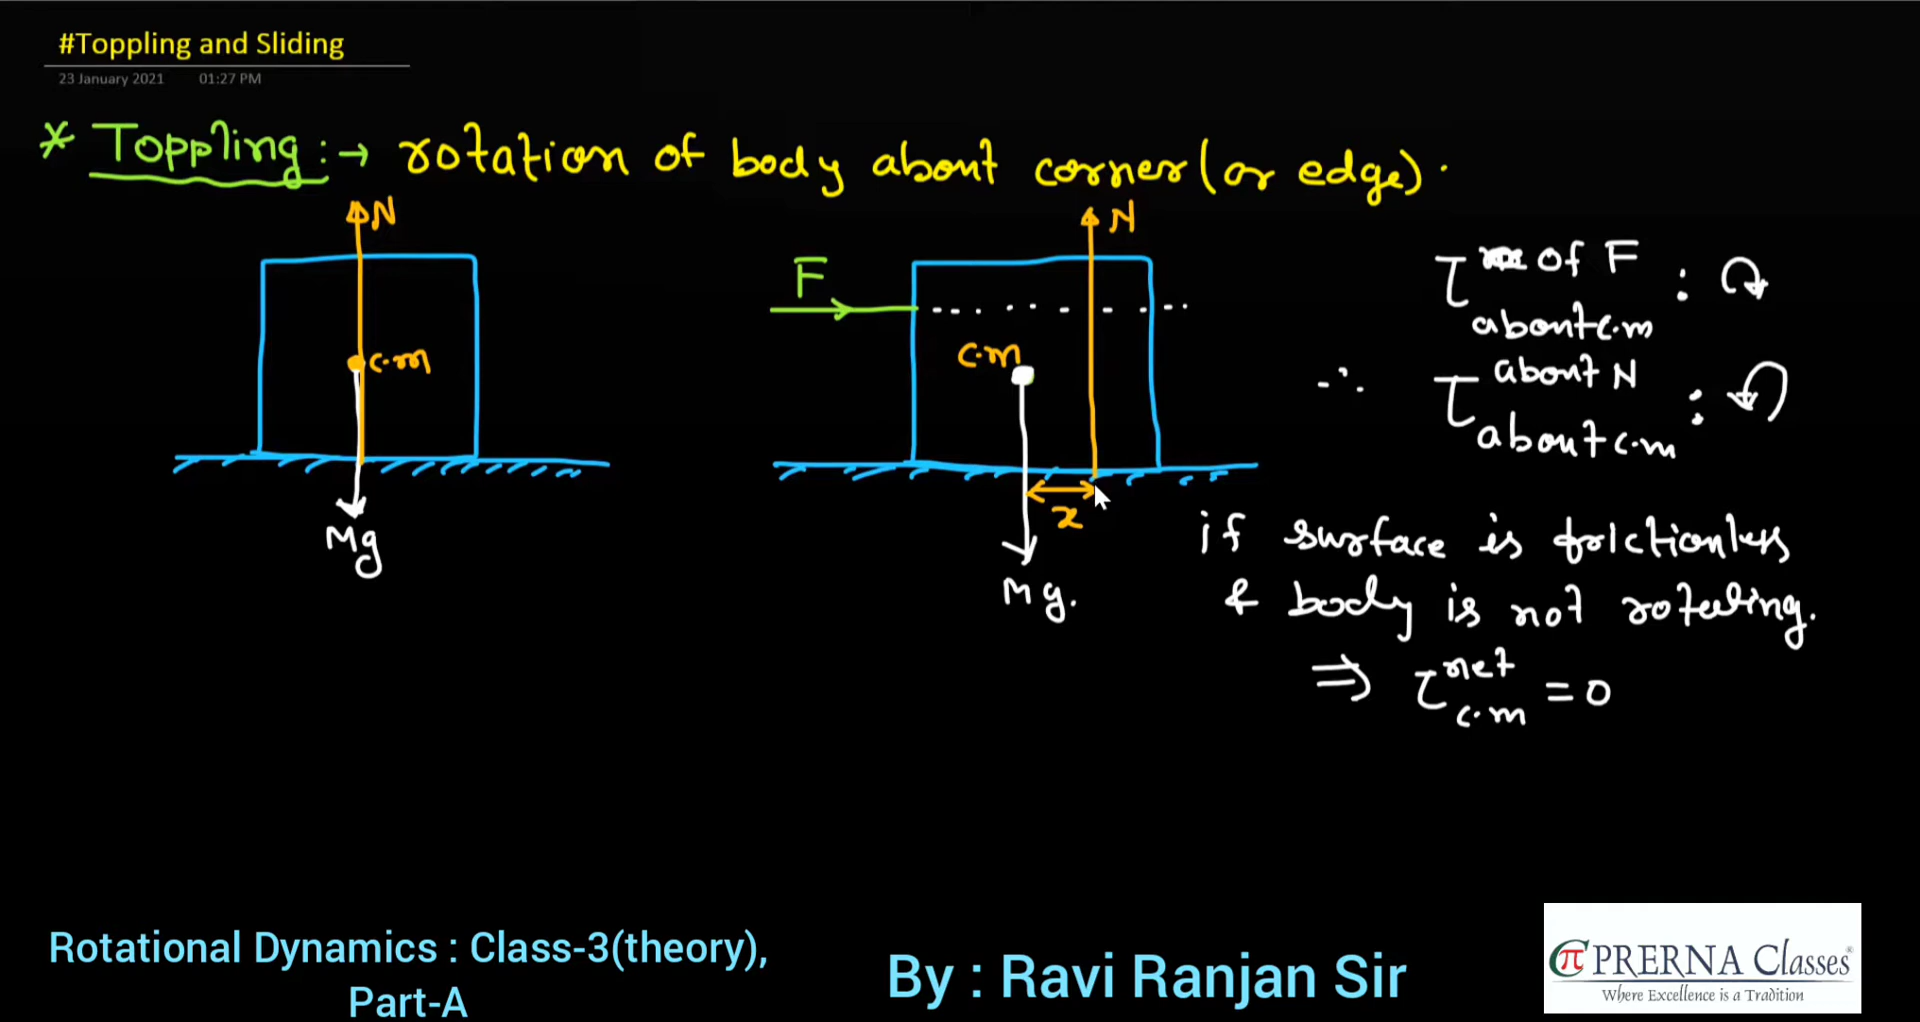 #Toppling and Sliding
23 January 2021 01:27 PM
* Toppling :→ rotation of body about corner (or edge).
N
c.m
Mg
F
N
c.m
x
Mg.
τ of F about c.m :
∴ τ about N about c.m :
if surface is frictionless
& body is not rotating.
⇒ τ net c.m = 0
Rotational Dynamics : Class-3(theory),
Part-A
By : Ravi Ranjan Sir
π PRERNA Classes®
Where Excellence is a Tradition